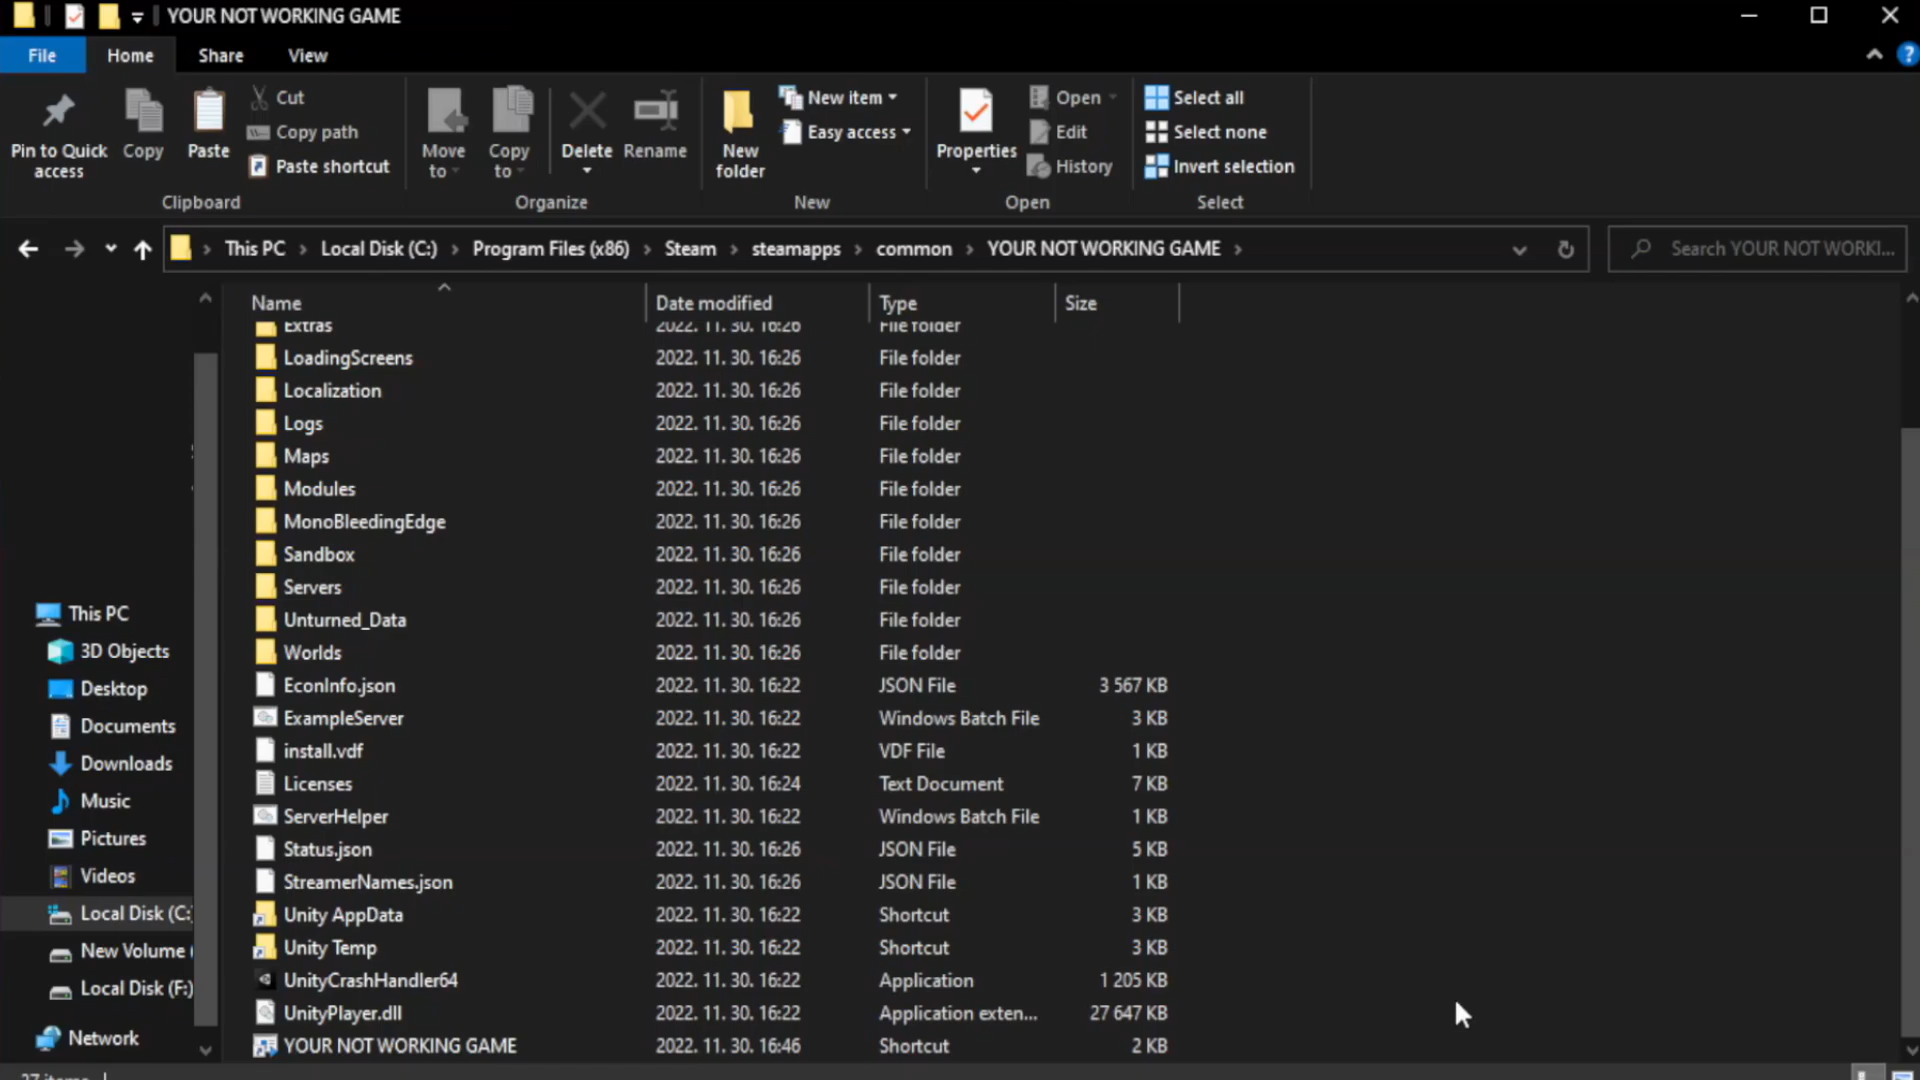 YOUR NOT WORKING GAME
File Home Share View
Pin to Quick access
Copy
Paste
Cut
Copy path
Paste shortcut
Clipboard
Move to
Copy to
Delete
Rename
Organize
New folder
New item
Easy access
New
Properties
Open
Edit
History
Open
Select all
Select none
Invert selection
Select
This PC > Local Disk (C:) > Program Files (x86) > Steam > steamapps > common > YOUR NOT WORKING GAME >
Search YOUR NOT WORKI...
This PC
3D Objects
Desktop
Documents
Downloads
Music
Pictures
Videos
Local Disk (C:
New Volume (
Local Disk (F:)
Network
Name Date modified Type Size
Extras 2022. 11. 30. 16:26 File folder
LoadingScreens 2022. 11. 30. 16:26 File folder
Localization 2022. 11. 30. 16:26 File folder
Logs 2022. 11. 30. 16:26 File folder
Maps 2022. 11. 30. 16:26 File folder
Modules 2022. 11. 30. 16:26 File folder
MonoBleedingEdge 2022. 11. 30. 16:26 File folder
Sandbox 2022. 11. 30. 16:26 File folder
Servers 2022. 11. 30. 16:26 File folder
Unturned_Data 2022. 11. 30. 16:26 File folder
Worlds 2022. 11. 30. 16:26 File folder
EconInfo.json 2022. 11. 30. 16:22 JSON File 3 567 KB
ExampleServer 2022. 11. 30. 16:22 Windows Batch File 3 KB
install.vdf 2022. 11. 30. 16:22 VDF File 1 KB
Licenses 2022. 11. 30. 16:24 Text Document 7 KB
ServerHelper 2022. 11. 30. 16:22 Windows Batch File 1 KB
Status.json 2022. 11. 30. 16:26 JSON File 5 KB
StreamerNames.json 2022. 11. 30. 16:26 JSON File 1 KB
Unity AppData 2022. 11. 30. 16:22 Shortcut 3 KB
Unity Temp 2022. 11. 30. 16:22 Shortcut 3 KB
UnityCrashHandler64 2022. 11. 30. 16:22 Application 1 205 KB
UnityPlayer.dll 2022. 11. 30. 16:22 Application exten... 27 647 KB
YOUR NOT WORKING GAME 2022. 11. 30. 16:46 Shortcut 2 KB